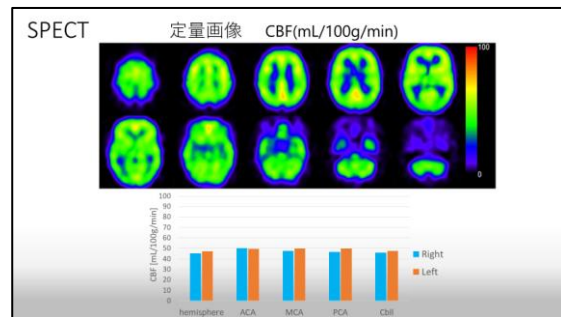 SPECT 定量画像 CBF(mL/100g/min)
100
0
CBF [mL/100g/min]
100
90
80
70
60
50
40
30
20
10
0
hemisphere ACA MCA PCA Cbll
Right
Left